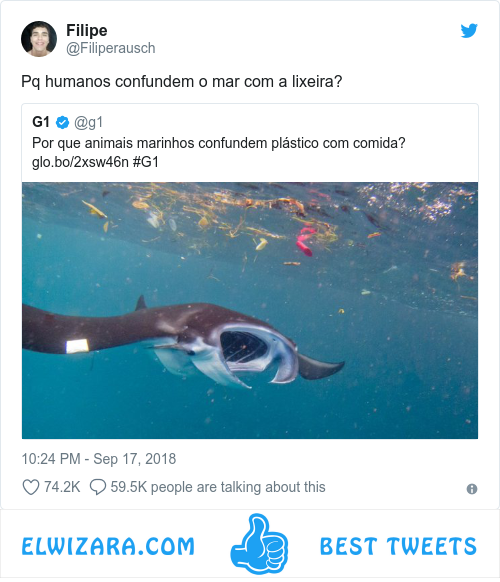 Filipe
@Filiperausch
Pq humanos confundem o mar com a lixeira?
G1 @g1
Por que animais marinhos confundem plástico com comida?
glo.bo/2xsw46n #G1
10:24 PM - Sep 17, 2018
74.2K 59.5K people are talking about this
ELWIZARA.COM BEST TWEETS